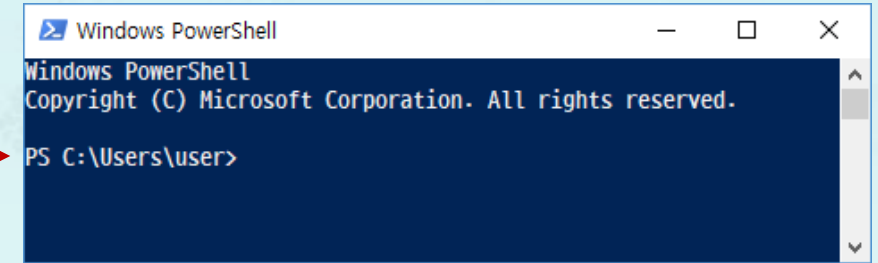 Windows PowerShell
Windows PowerShell
Copyright (C) Microsoft Corporation. All rights reserved.
PS C:\Users\user>